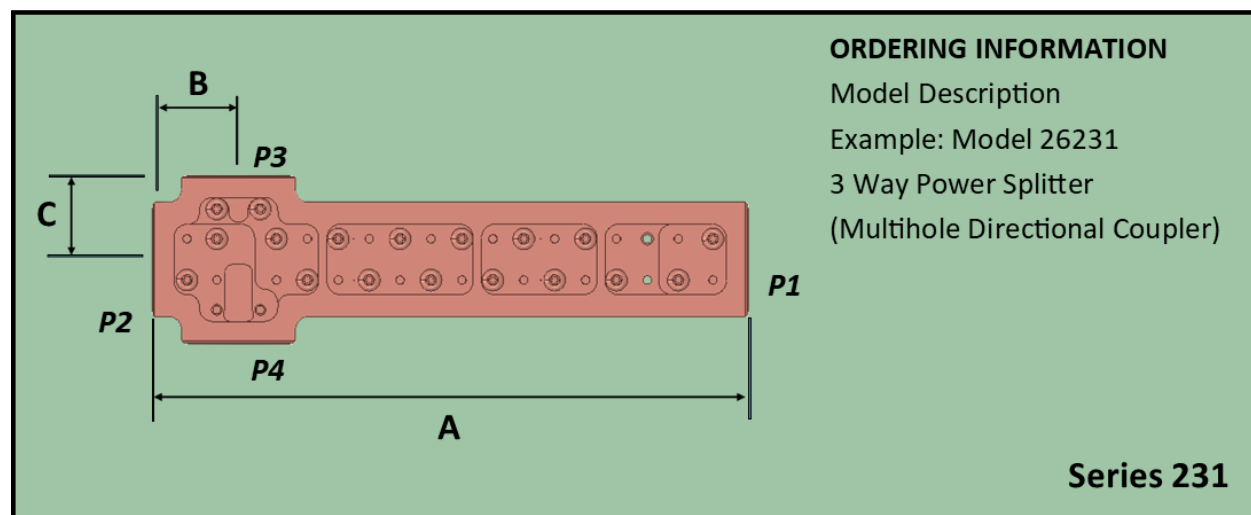 ORDERING INFORMATION
Model Description
Example: Model 26231
3 Way Power Splitter
(Multihole Directional Coupler)
B
P3
C
P1
P2
P4
A
Series 231